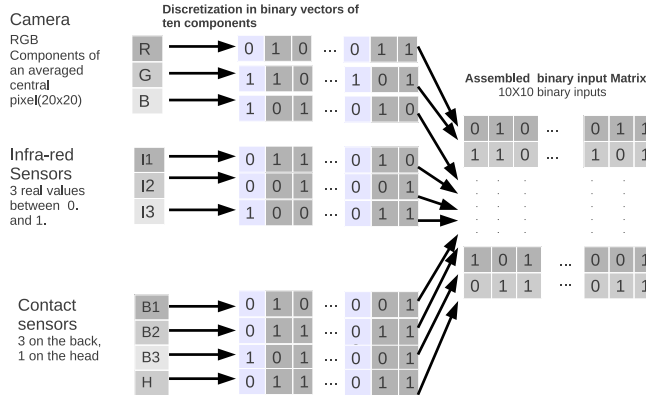 Camera
RGB
Components of
an averaged
central
pixel(20x20)
Discretization in binary vectors of
ten components
R 0 1 0 ... 0 1 1
G 1 1 0 ... 1 0 1
B 1 0 1 ... 0 1 0
Infra-red
Sensors
3 real values
between 0.
and 1.
I1 0 1 1 ... 0 1 0
I2 0 0 1 ... 0 0 1
I3 1 0 0 ... 0 1 1
Contact
sensors
3 on the back,
1 on the head
B1 0 1 0 ... 0 0 1
B2 0 1 1 ... 0 1 1
B3 1 0 1 ... 0 0 1
H 0 1 1 ... 0 1 1
Assembled binary input Matrix
10X10 binary inputs
0 1 0 ... 0 1 1
1 1 0 ... 1 0 1
. . . . .
. . . . .
. . . . .
. . . . .
1 0 1 ... 0 0 1
0 1 1 ... 0 1 1